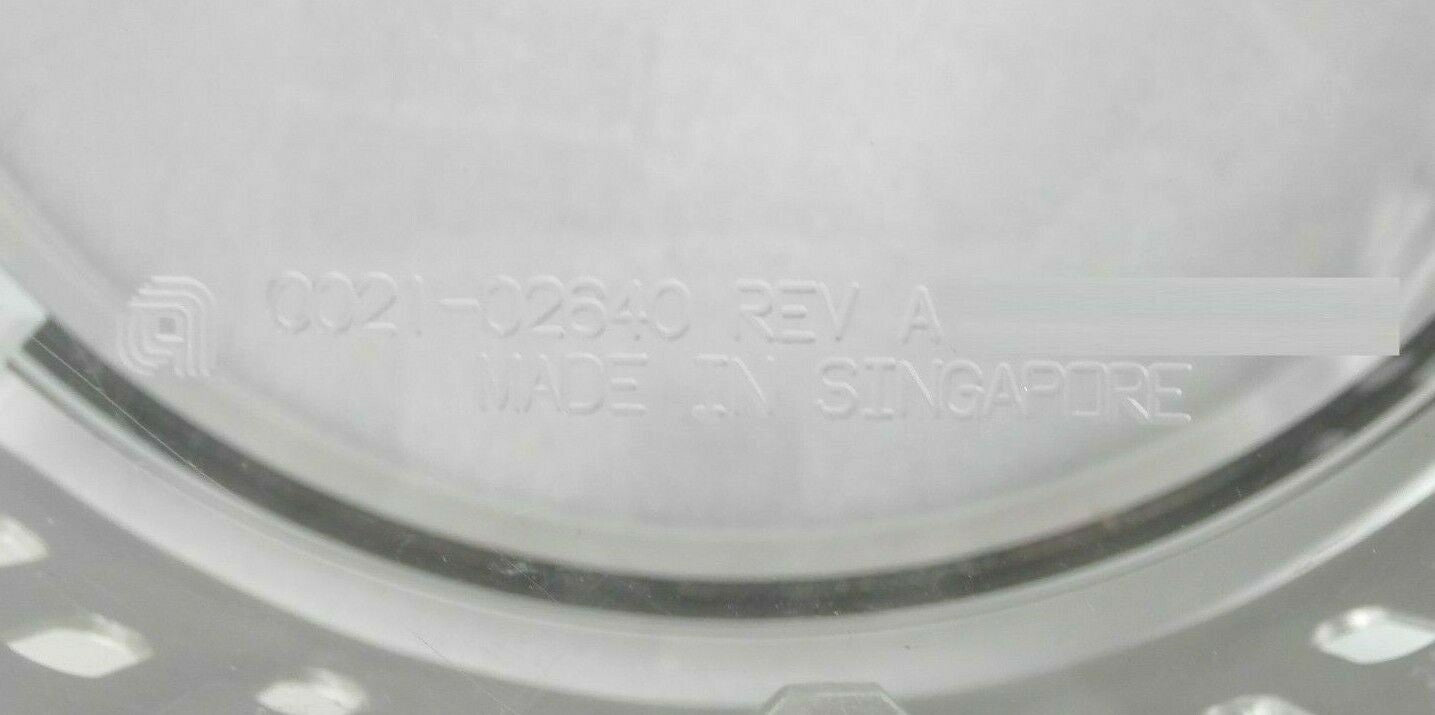 0021-02640 REV A
MADE IN SINGAPORE